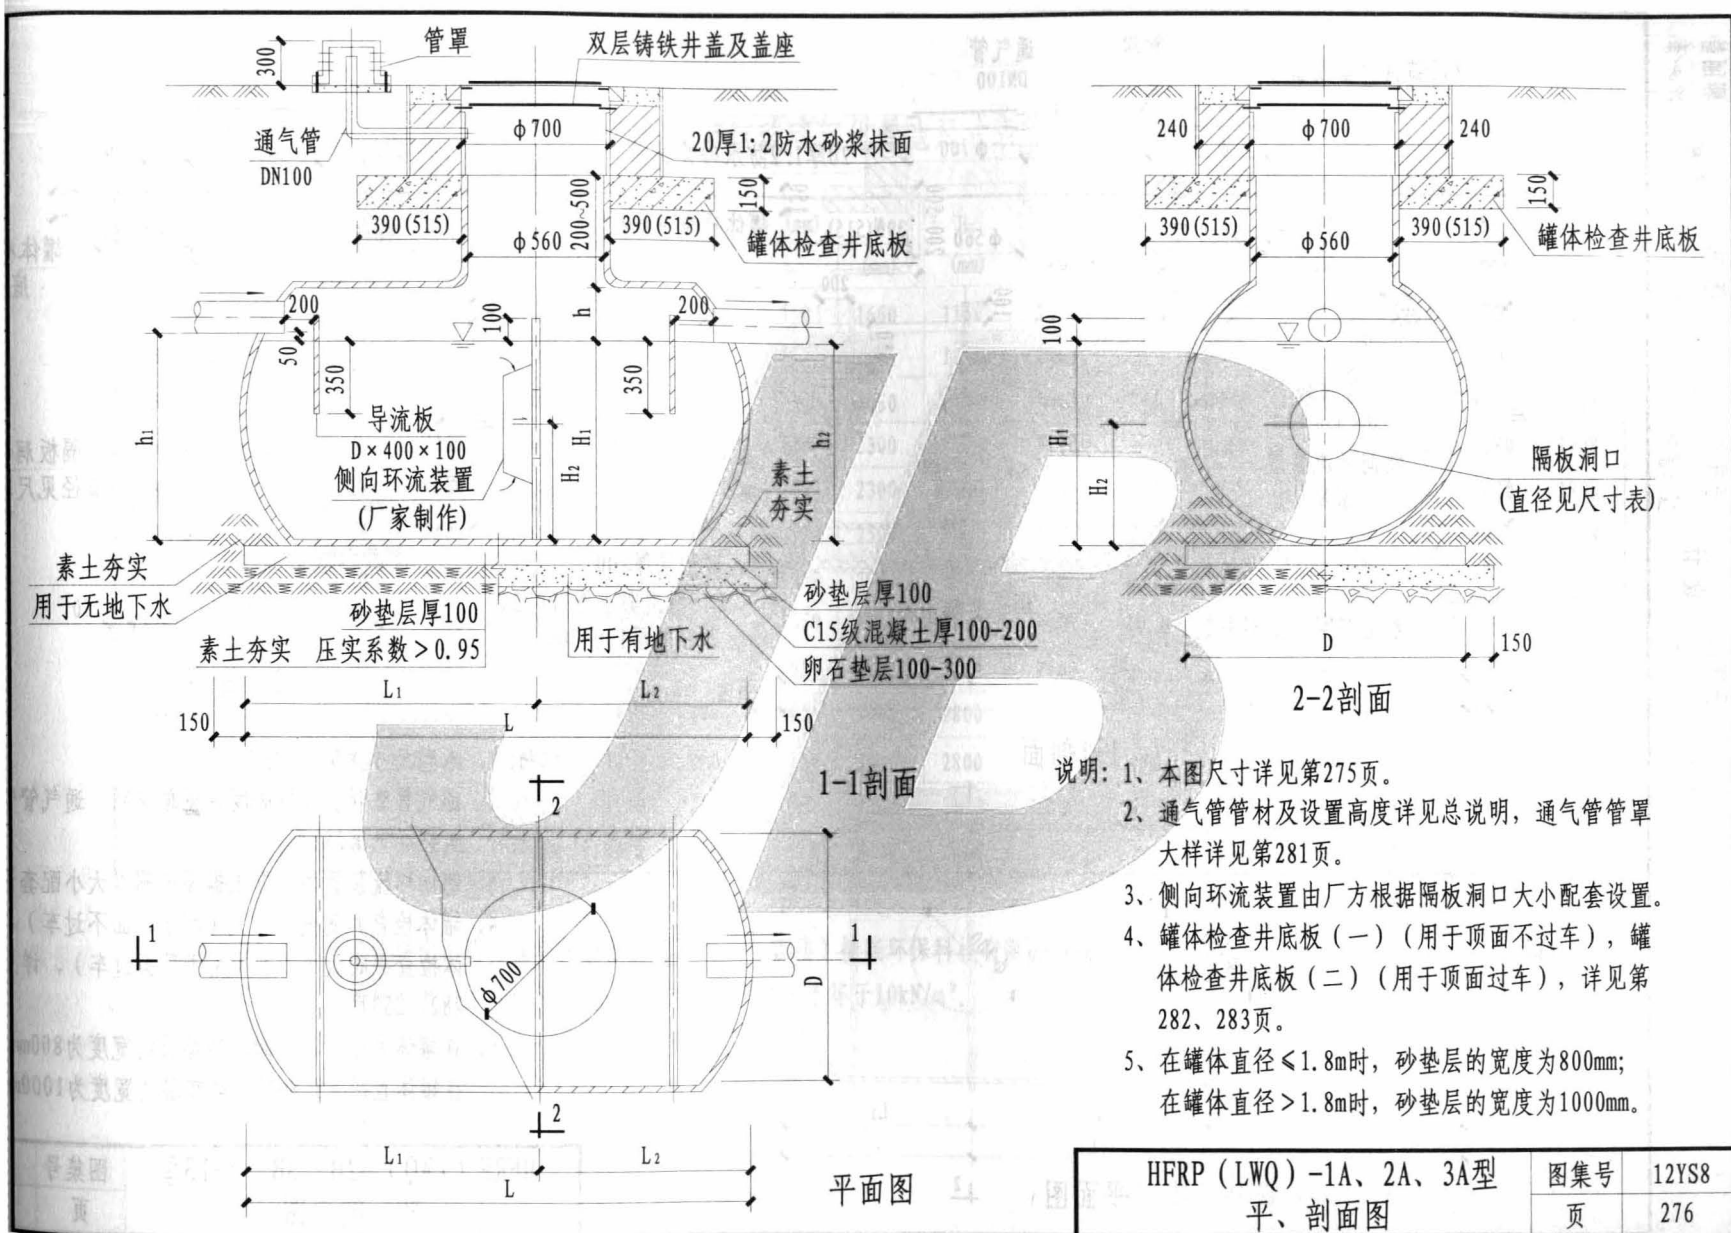 300
管罩
双层铸铁井盖及盖座
通气管
DN100
φ700
20厚1:2防水砂浆抹面
200~500
150
390(515)
390(515)
φ560
罐体检查井底板
200
100
h
200
50
350
350
导流板
D×400×100
侧向环流装置
(厂家制作)
h₁
H₂
H₁
h₂
素土
夯实
素土夯实
用于无地下水
砂垫层厚100
素土夯实 压实系数>0.95
用于有地下水
砂垫层厚100
C15级混凝土厚100-200
卵石垫层100-300
L₁
L₂
150
L
150
1-1剖面
240
φ700
240
150
390(515)
390(515)
φ560
罐体检查井底板
100
H₁
H₂
隔板洞口
(直径见尺寸表)
D
150
2-2剖面
2
1
1
φ700
D
2
L₁
L₂
L
平面图
说明: 1、本图尺寸详见第275页。
2、通气管管材及设置高度详见总说明，通气管管罩
大样详见第281页。
3、侧向环流装置由厂方根据隔板洞口大小配套设置。
4、罐体检查井底板（一）（用于顶面不过车），罐
体检查井底板（二）（用于顶面过车），详见第
282、283页。
5、在罐体直径≤1.8m时，砂垫层的宽度为800mm;
在罐体直径>1.8m时，砂垫层的宽度为1000mm。
HFRP（LWQ）-1A、2A、3A型
平、剖面图
图集号 12YS8
页 276
JB